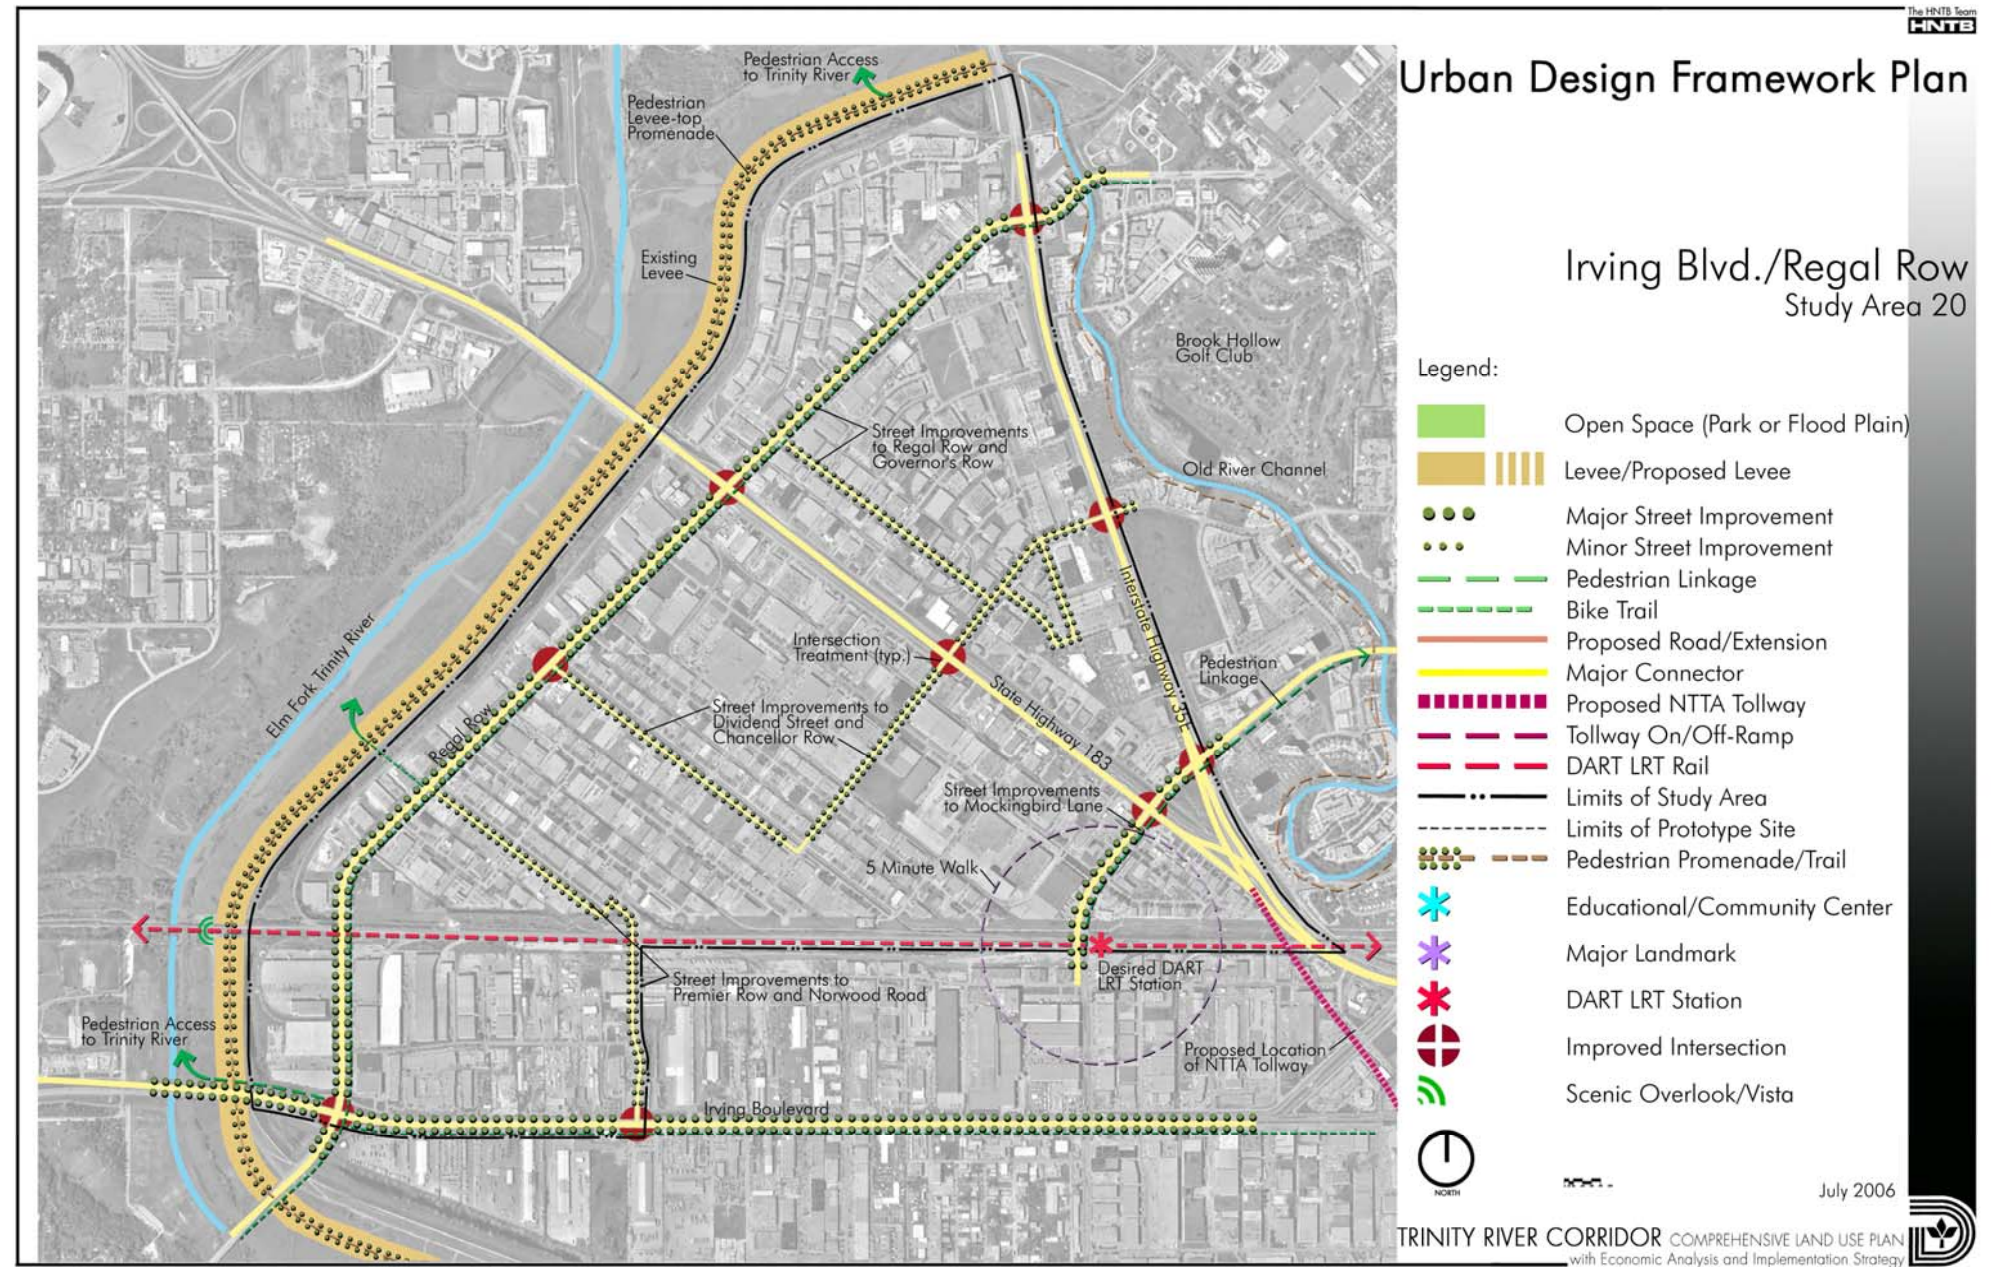 The HNTB Team
HNTB
Urban Design Framework Plan
Irving Blvd./Regal Row
Study Area 20
Legend:
Open Space (Park or Flood Plain)
Levee/Proposed Levee
Major Street Improvement
Minor Street Improvement
Pedestrian Linkage
Bike Trail
Proposed Road/Extension
Major Connector
Proposed NTTA Tollway
Tollway On/Off-Ramp
DART LRT Rail
Limits of Study Area
Limits of Prototype Site
Pedestrian Promenade/Trail
Educational/Community Center
Major Landmark
DART LRT Station
Improved Intersection
Scenic Overlook/Vista
NORTH
July 2006
TRINITY RIVER CORRIDOR COMPREHENSIVE LAND USE PLAN
with Economic Analysis and Implementation Strategy
Pedestrian Access
to Trinity River
Pedestrian
Levee-top
Promenade
Existing
Levee
Brook Hollow
Golf Club
Street Improvements
to Regal Row and
Governor's Row
Old River Channel
Elm Fork Trinity River
Intersection
Treatment (typ.)
Interstate Highway 35E
Pedestrian
Linkage
Regal Row
Street Improvements to
Dividend Street and
Chancellor Row
State Highway 183
Street Improvements
to Mockingbird Lane
5 Minute Walk
Street Improvements to
Premier Row and Norwood Road
Desired DART
LRT Station
Pedestrian Access
to Trinity River
Proposed Location
of NTTA Tollway
Irving Boulevard